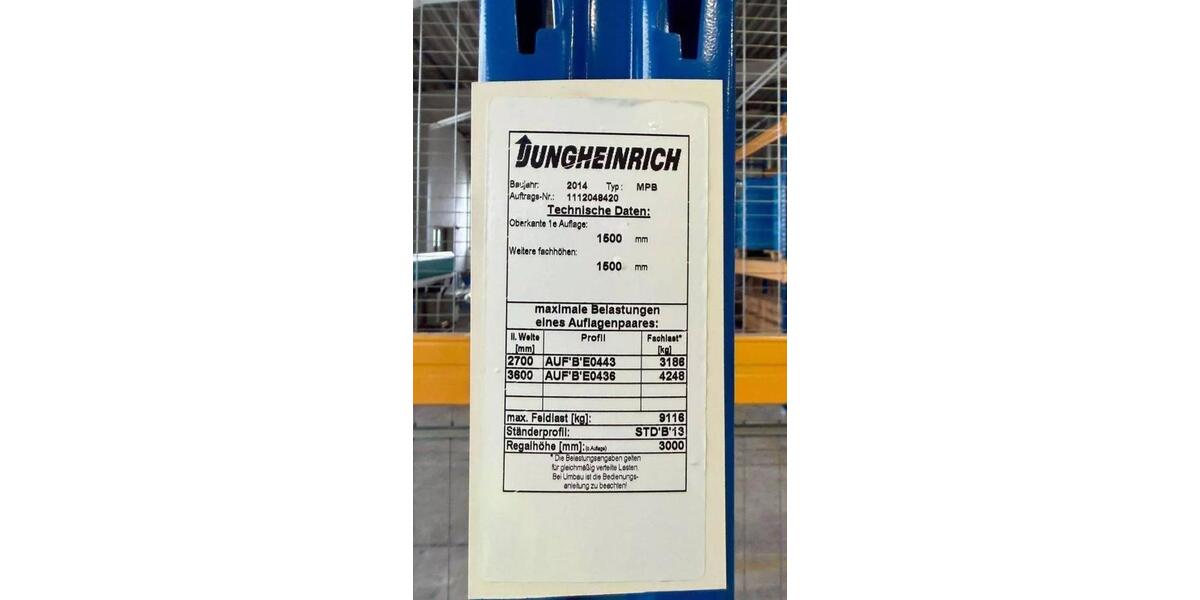 JUNGHEINRICH
Baujahr: 2014 Typ: MPB
Auftrags-Nr.: 1112048420
Technische Daten:
Oberkante 1e Auflage:
1500 mm
Weitere fachhöhen:
1500 mm
maximale Belastungen
eines Auflagenpaares:
li. Weite Profil Fachlast*
[mm] [kg]
2700 AUF'B'E0443 3186
3600 AUF'B'E0436 4248
max. Feldlast [kg]: 9116
Ständerprofil: STD'B'13
Regalhöhe [mm]: (o.Auflage) 3000
* Die Belastungsangaben gelten
für gleichmäßig verteilte Lasten.
Bei Umbau ist die Bedienungs-
anleitung zu beachten!